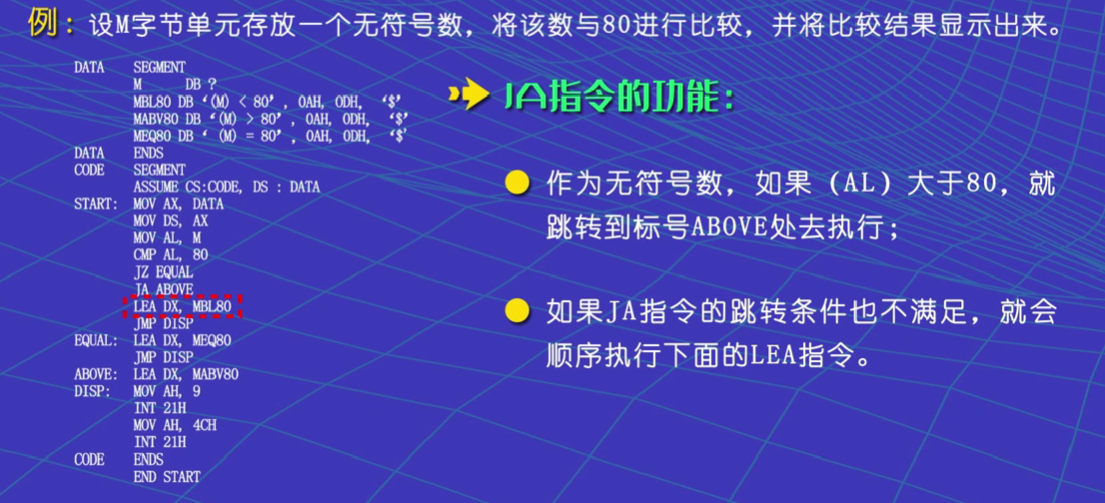 例：设M字节单元存放一个无符号数，将该数与80进行比较，并将比较结果显示出来。
DATA SEGMENT
M DB ?
MBL80 DB ‘(M) < 80’, 0AH, 0DH, ‘$’
MABV80 DB ‘(M) > 80’, 0AH, 0DH, ‘$’
MEQ80 DB ‘(M) = 80’, 0AH, 0DH, ‘$’
DATA ENDS
CODE SEGMENT
ASSUME CS:CODE, DS : DATA
START: MOV AX, DATA
MOV DS, AX
MOV AL, M
CMP AL, 80
JZ EQUAL
JA ABOVE
LEA DX, MBL80
JMP DISP
EQUAL: LEA DX, MEQ80
JMP DISP
ABOVE: LEA DX, MABV80
DISP: MOV AH, 9
INT 21H
MOV AH, 4CH
INT 21H
CODE ENDS
END START
JA指令的功能：
作为无符号数，如果（AL）大于80，就
跳转到标号ABOVE处去执行；
如果JA指令的跳转条件也不满足，就会
顺序执行下面的LEA指令。